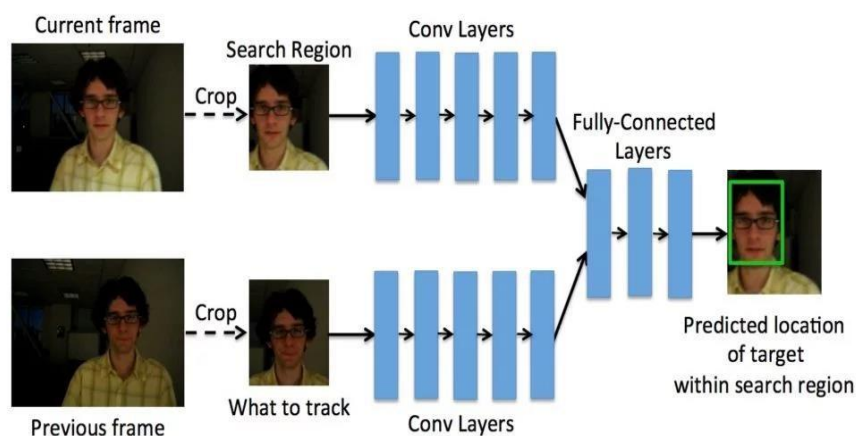 Current frame
Search Region
Crop
Conv Layers
Fully-Connected
Layers
Crop
Predicted location
of target
within search region
What to track
Previous frame
Conv Layers